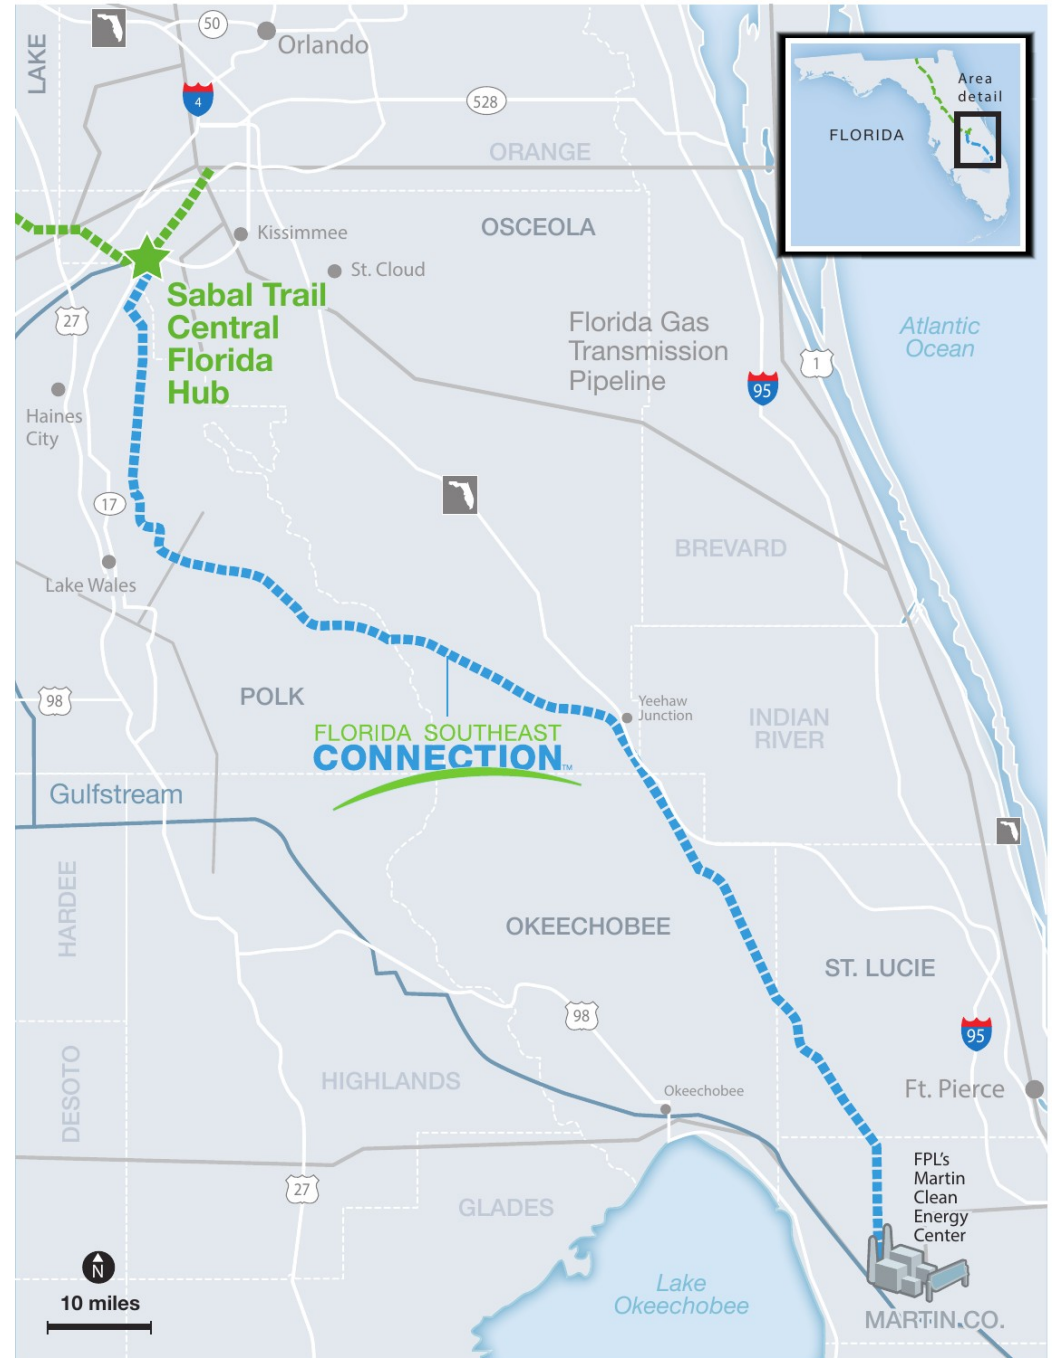 LAKE
50
Orlando
4
528
ORANGE
Area
detail
FLORIDA
OSCEOLA
Kissimmee
St. Cloud
Sabal Trail
Central
Florida
Hub
27
Florida Gas
Transmission
Pipeline
Atlantic
Ocean
1
95
Haines
City
17
BREVARD
Lake Wales
98
POLK
Yeehaw
Junction
INDIAN
RIVER
FLORIDA SOUTHEAST
CONNECTION™
Gulfstream
HARDEE
OKEECHOBEE
ST. LUCIE
98
95
DESOTO
HIGHLANDS
Okeechobee
Ft. Pierce
FPL's
Martin
Clean
Energy
Center
27
GLADES
N
10 miles
Lake
Okeechobee
MARTIN CO.